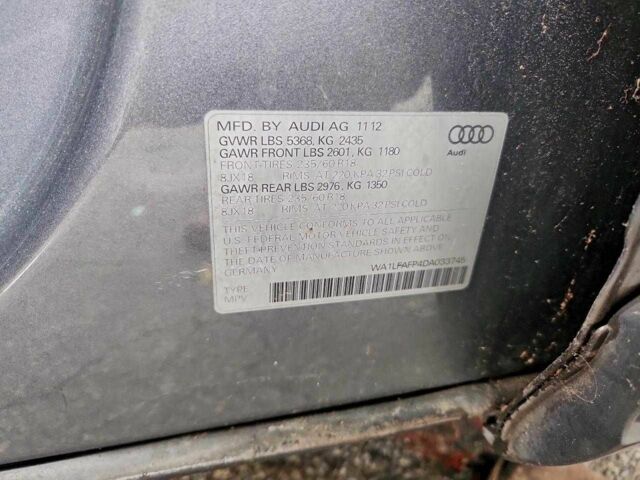 MFD. BY AUDI AG 11 12
GVWR LBS 5368, KG 2435
GAWR FRONT LBS 2601, KG 1180
FRONT TIRES 235/60 R18
8JX18 RIMS AT 220 KPA 32 PSI COLD
GAWR REAR LBS 2976, KG 1350
REAR TIRES 235/60 R18
8JX18 RIMS AT 220 KPA 32 PSI COLD
Audi
THIS VEHICLE CONFORMS TO ALL APPLICABLE
U.S. FEDERAL MOTOR VEHICLE SAFETY AND
THEFT PREVENTION STANDARDS IN EFFECT ON
THE DATE OF MANUFACTURE SHOWN ABOVE
GERMANY
WA1LFAFP4DA033745
TYPE
MPV